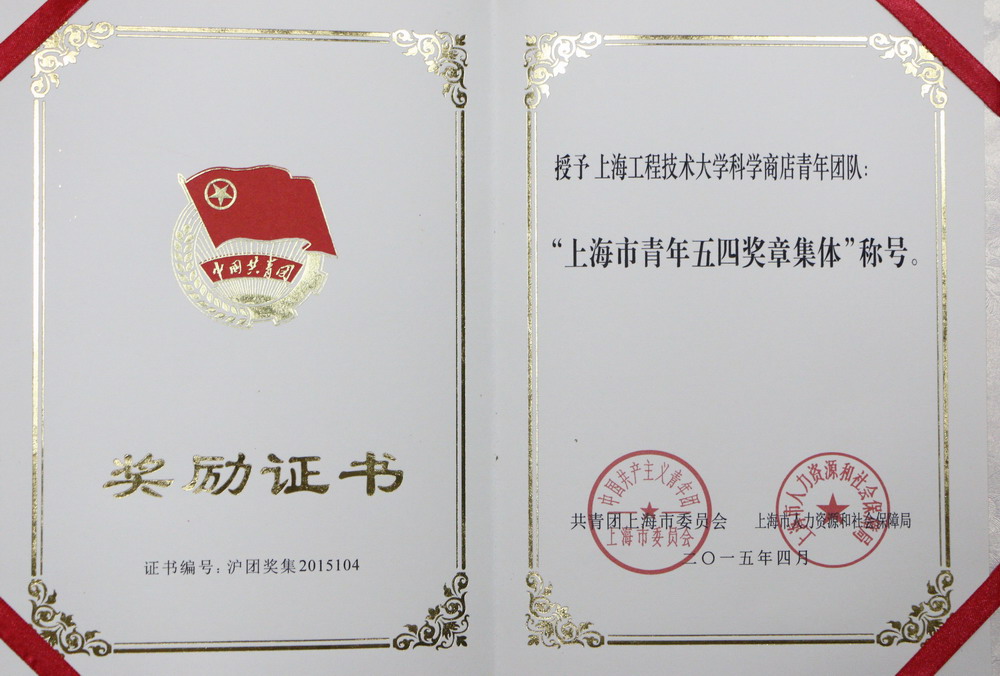 中国共青团
奖励证书
证书编号：沪团奖集2015104
授予 上海工程技术大学科学商店青年团队：
“上海市青年五四奖章集体”称号。
中国共产主义青年团
上海市委员会
上海市人力资源和社会保障局
共青团上海市委员会 上海市人力资源和社会保障局
二〇一五年四月